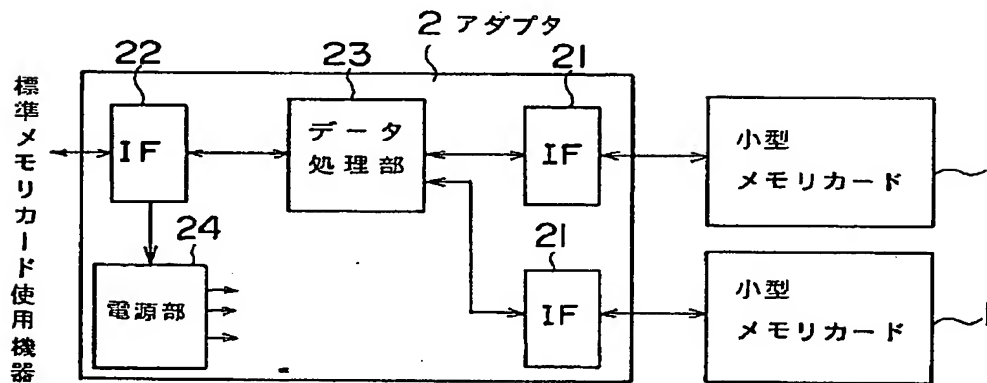 2 アダプタ
22
23
21
標準メモリカード使用機器
IF
データ
処理部
IF
小型
メモリカード
24
電源部
21
IF
小型
メモリカード
1